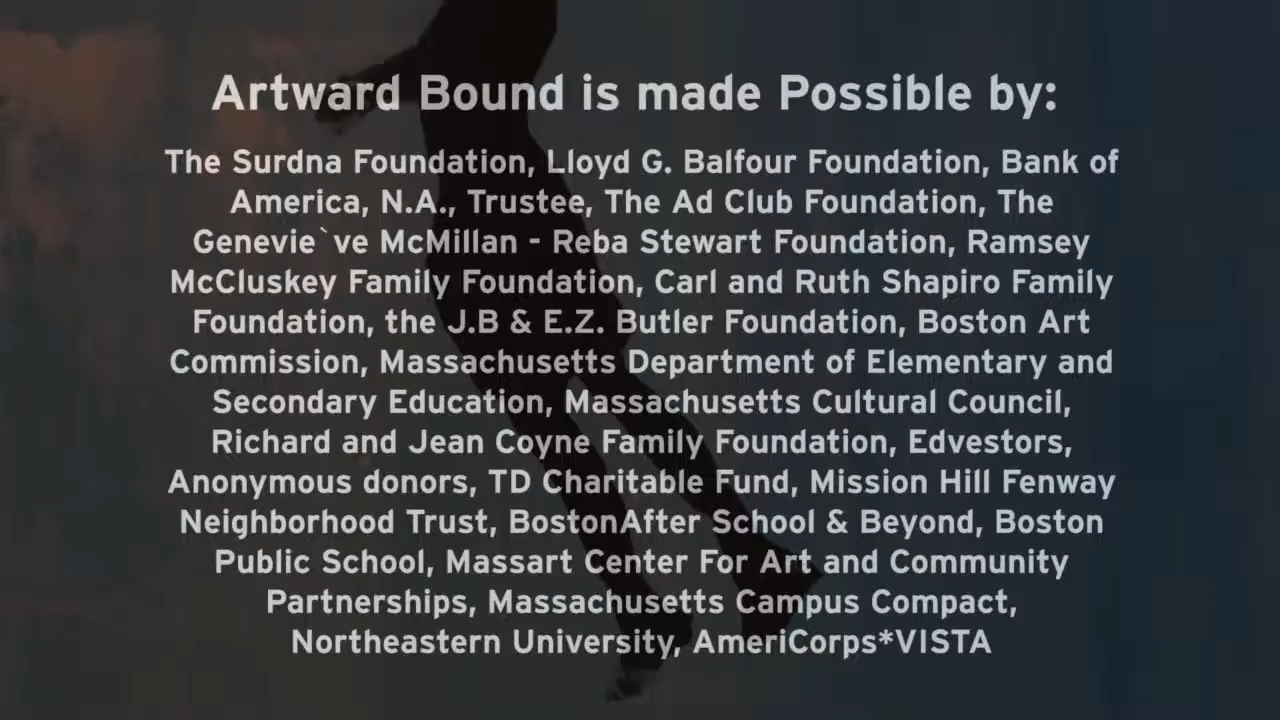 Artward Bound is made Possible by:
The Surdna Foundation, Lloyd G. Balfour Foundation, Bank of
America, N.A., Trustee, The Ad Club Foundation, The
Genevie`ve McMillan - Reba Stewart Foundation, Ramsey
McCluskey Family Foundation, Carl and Ruth Shapiro Family
Foundation, the J.B & E.Z. Butler Foundation, Boston Art
Commission, Massachusetts Department of Elementary and
Secondary Education, Massachusetts Cultural Council,
Richard and Jean Coyne Family Foundation, Edvestors,
Anonymous donors, TD Charitable Fund, Mission Hill Fenway
Neighborhood Trust, BostonAfter School & Beyond, Boston
Public School, Massart Center For Art and Community
Partnerships, Massachusetts Campus Compact,
Northeastern University, AmeriCorps*VISTA